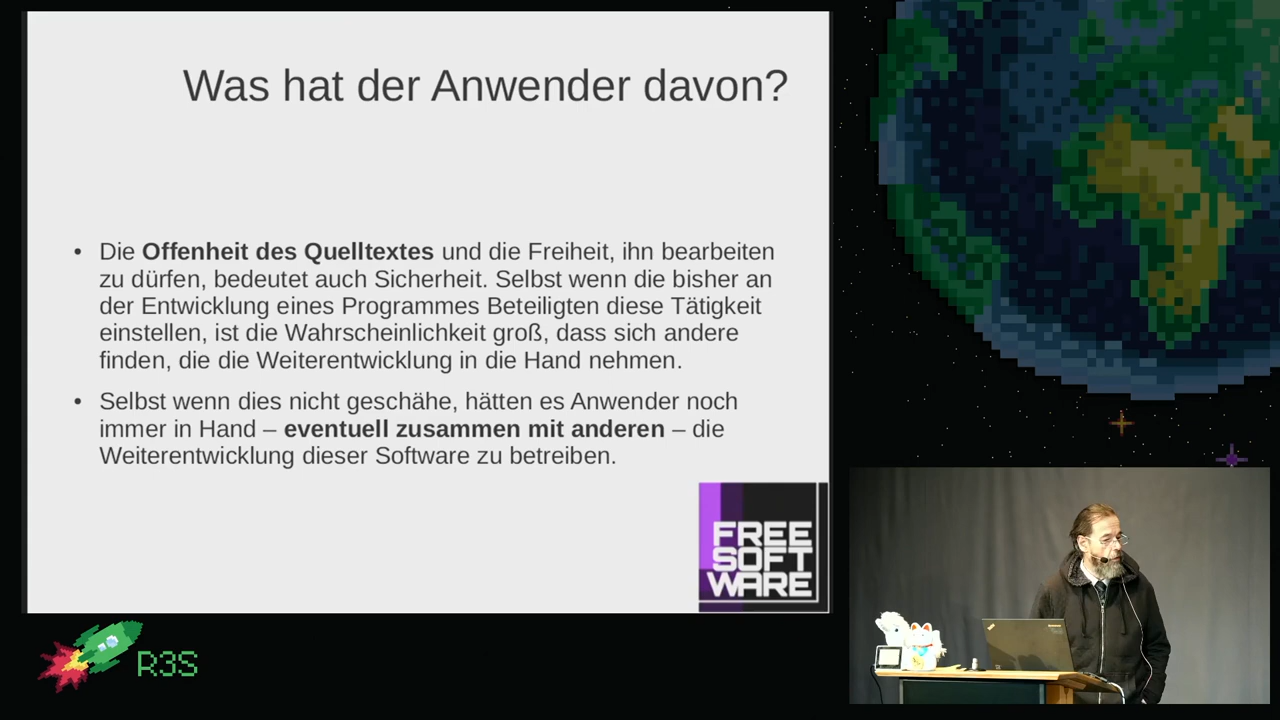 Was hat der Anwender davon?
• Die Offenheit des Quelltextes und die Freiheit, ihn bearbeiten
zu dürfen, bedeutet auch Sicherheit. Selbst wenn die bisher an
der Entwicklung eines Programmes Beteiligten diese Tätigkeit
einstellen, ist die Wahrscheinlichkeit groß, dass sich andere
finden, die die Weiterentwicklung in die Hand nehmen.
• Selbst wenn dies nicht geschähe, hätten es Anwender noch
immer in Hand – eventuell zusammen mit anderen – die
Weiterentwicklung dieser Software zu betreiben.
FREE
SOFT
WARE
R3S